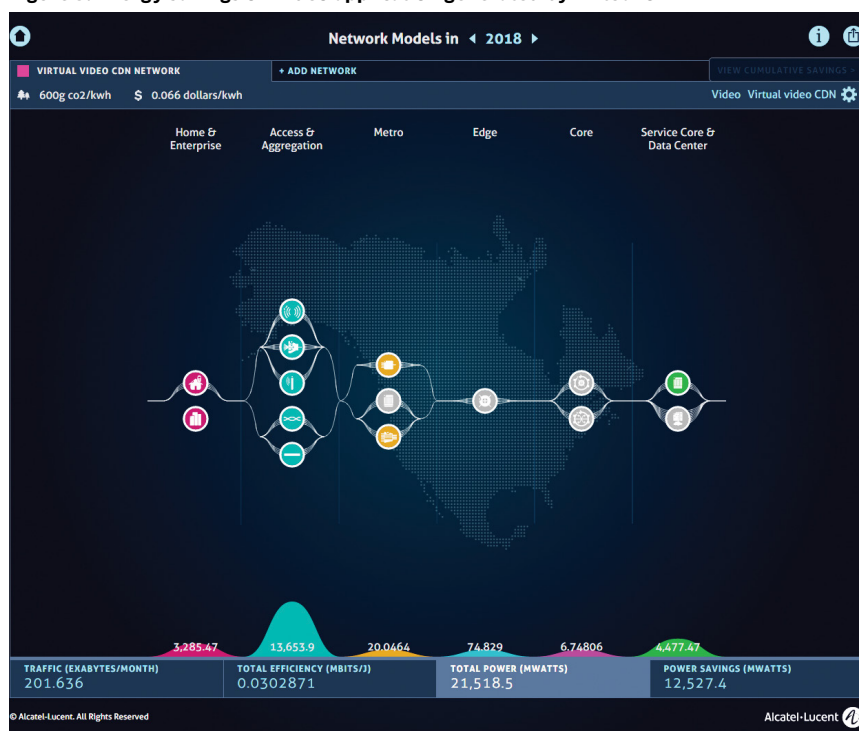 Network Models in 2018
VIRTUAL VIDEO CDN NETWORK
+ ADD NETWORK
VIEW CUMULATIVE SAVINGS
600g co2/kwh
$ 0.066 dollars/kwh
Video Virtual video CDN
Home &
Enterprise
Access &
Aggregation
Metro
Edge
Core
Service Core &
Data Center
3,285.47
13,653.9
20.0464
74.829
6.74806
4,477.47
TRAFFIC (EXABYTES/MONTH)
201.636
TOTAL EFFICIENCY (MBITS/J)
0.0302871
TOTAL POWER (MWATTS)
21,518.5
POWER SAVINGS (MWATTS)
12,527.4
© Alcatel-Lucent. All Rights Reserved
Alcatel·Lucent